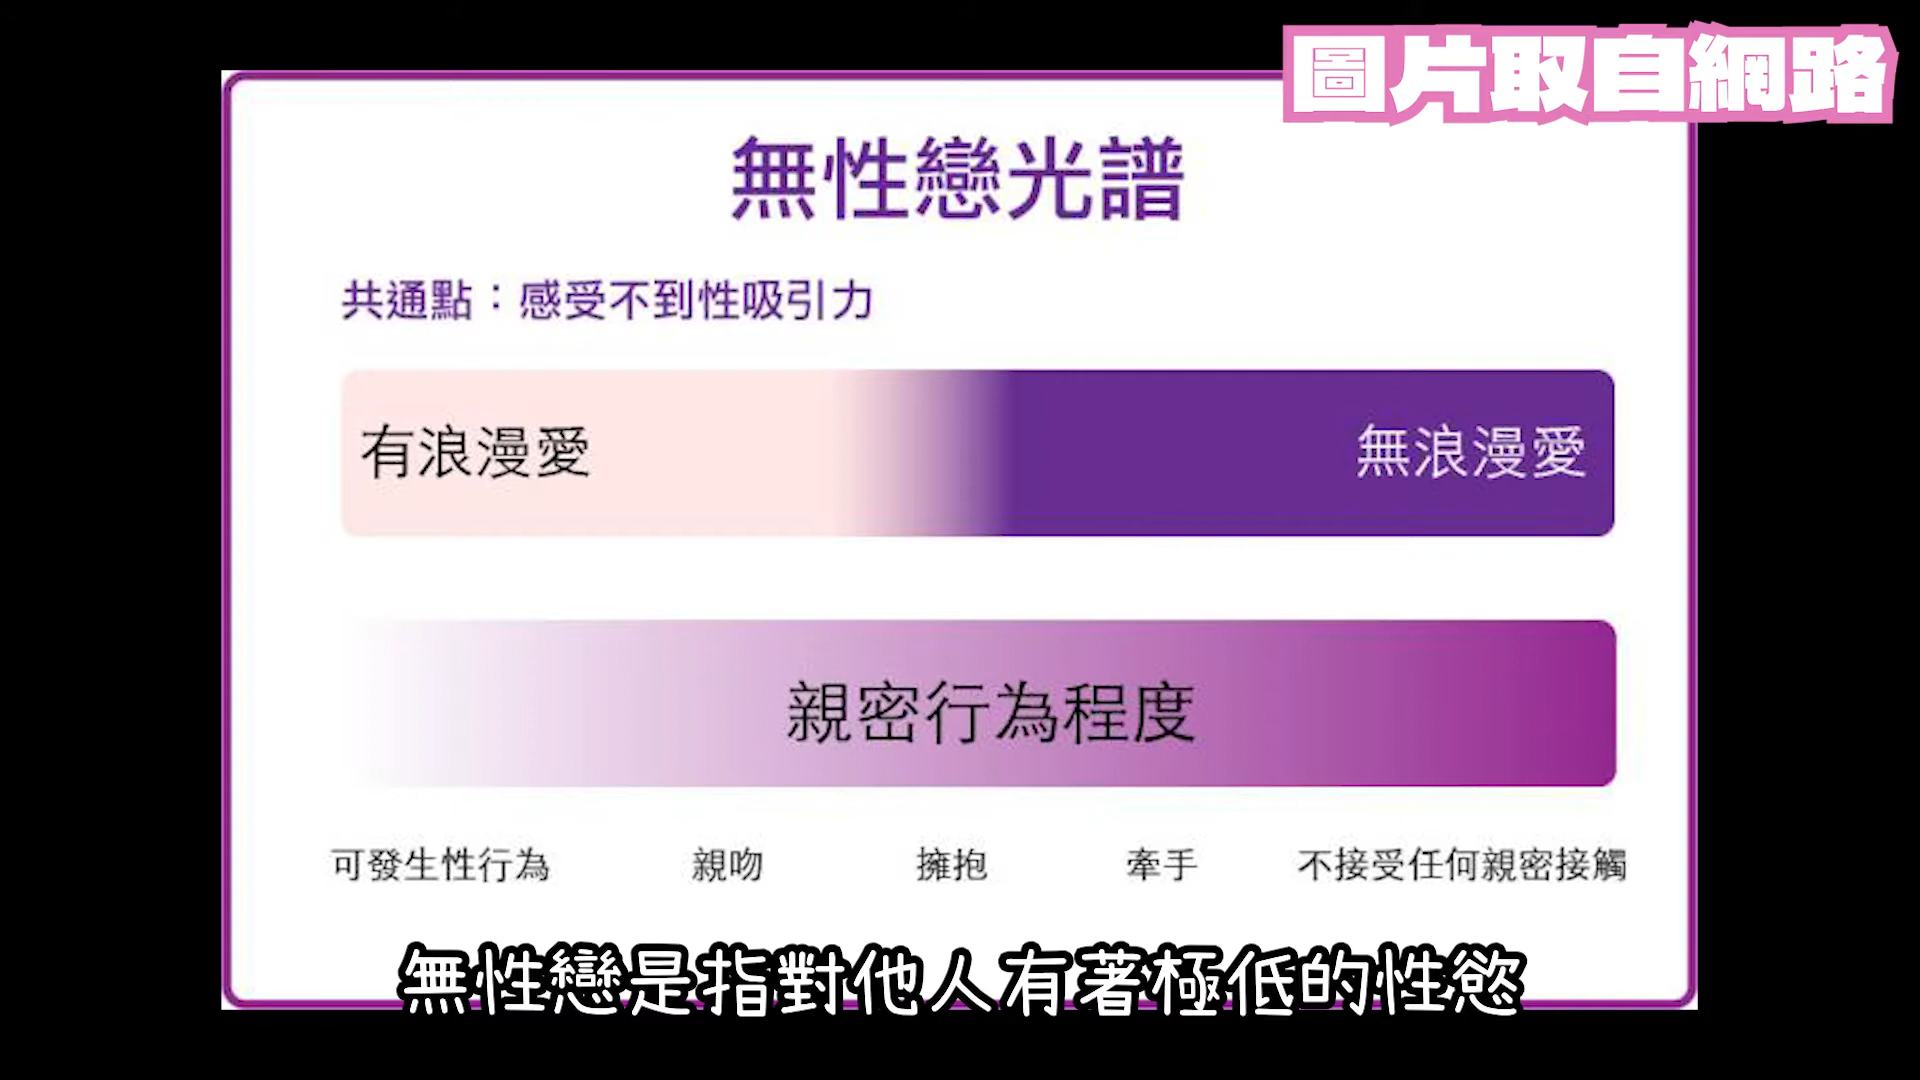 圖片取自網路
無性戀光譜
共通點：感受不到性吸引力
有浪漫愛
無浪漫愛
親密行為程度
可發生性行為
親吻
擁抱
牽手
不接受任何親密接觸
無性戀是指對他人有著極低的性慾